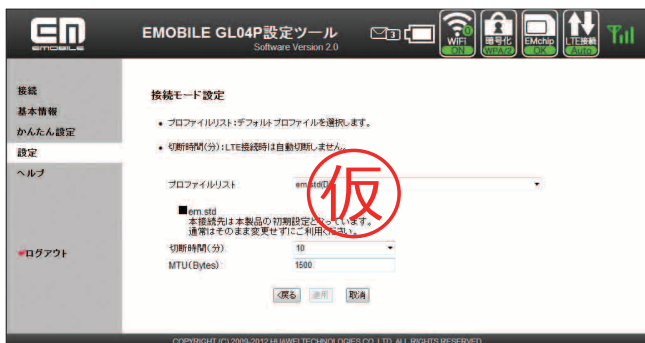 EMOBILE
EMOBILE GL04P設定ツール
Software Version 2.0
3
WiFi
ON
暗号化
WPA/2
EMchip
OK
LTE接続
Auto
接続
基本情報
かんたん設定
設定
ヘルプ
ログアウト
接続モード設定
• プロファイルリスト:デフォルトプロファイルを選択します。
• 切断時間(分):LTE接続時は自動切断しません。
プロファイルリスト em.std(D)
仮
■em.std
本接続先は本製品の初期設定となっています。
通常はそのまま変更せずにご利用ください。
切断時間(分) 10
MTU(Bytes) 1500
<戻る 適用 取消
COPYRIGHT (C) 2009-2012 HUAWEI TECHNOLOGIES CO., LTD. ALL RIGHTS RESERVED